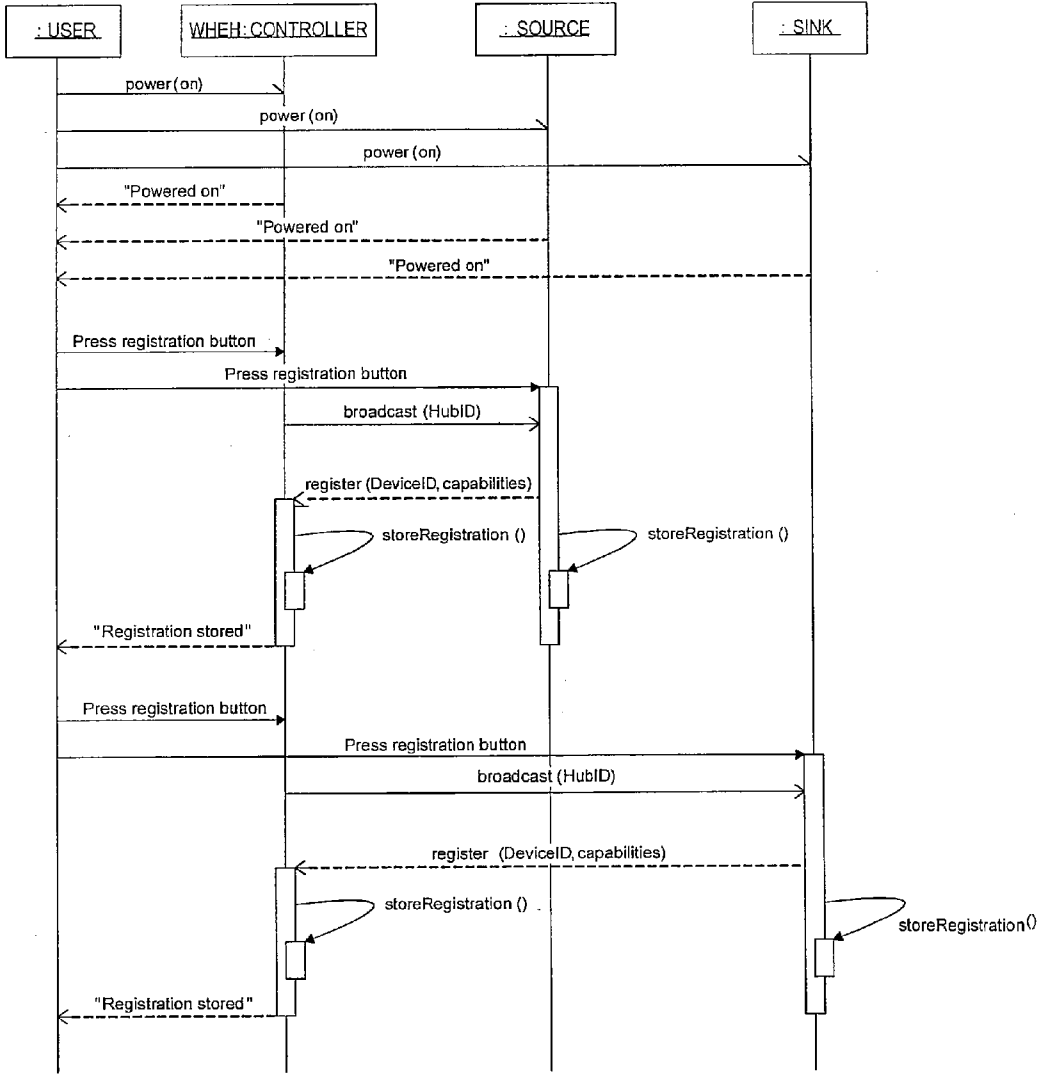 : USER
WHEH: CONTROLLER
: SOURCE
: SINK
power (on)
power (on)
power (on)
"Powered on"
"Powered on"
"Powered on"
Press registration button
Press registration button
broadcast (HubID)
register (DeviceID, capabilities)
storeRegistration ()
storeRegistration ()
"Registration stored"
Press registration button
Press registration button
broadcast (HubID)
register (DeviceID, capabilities)
storeRegistration ()
storeRegistration()
"Registration stored"